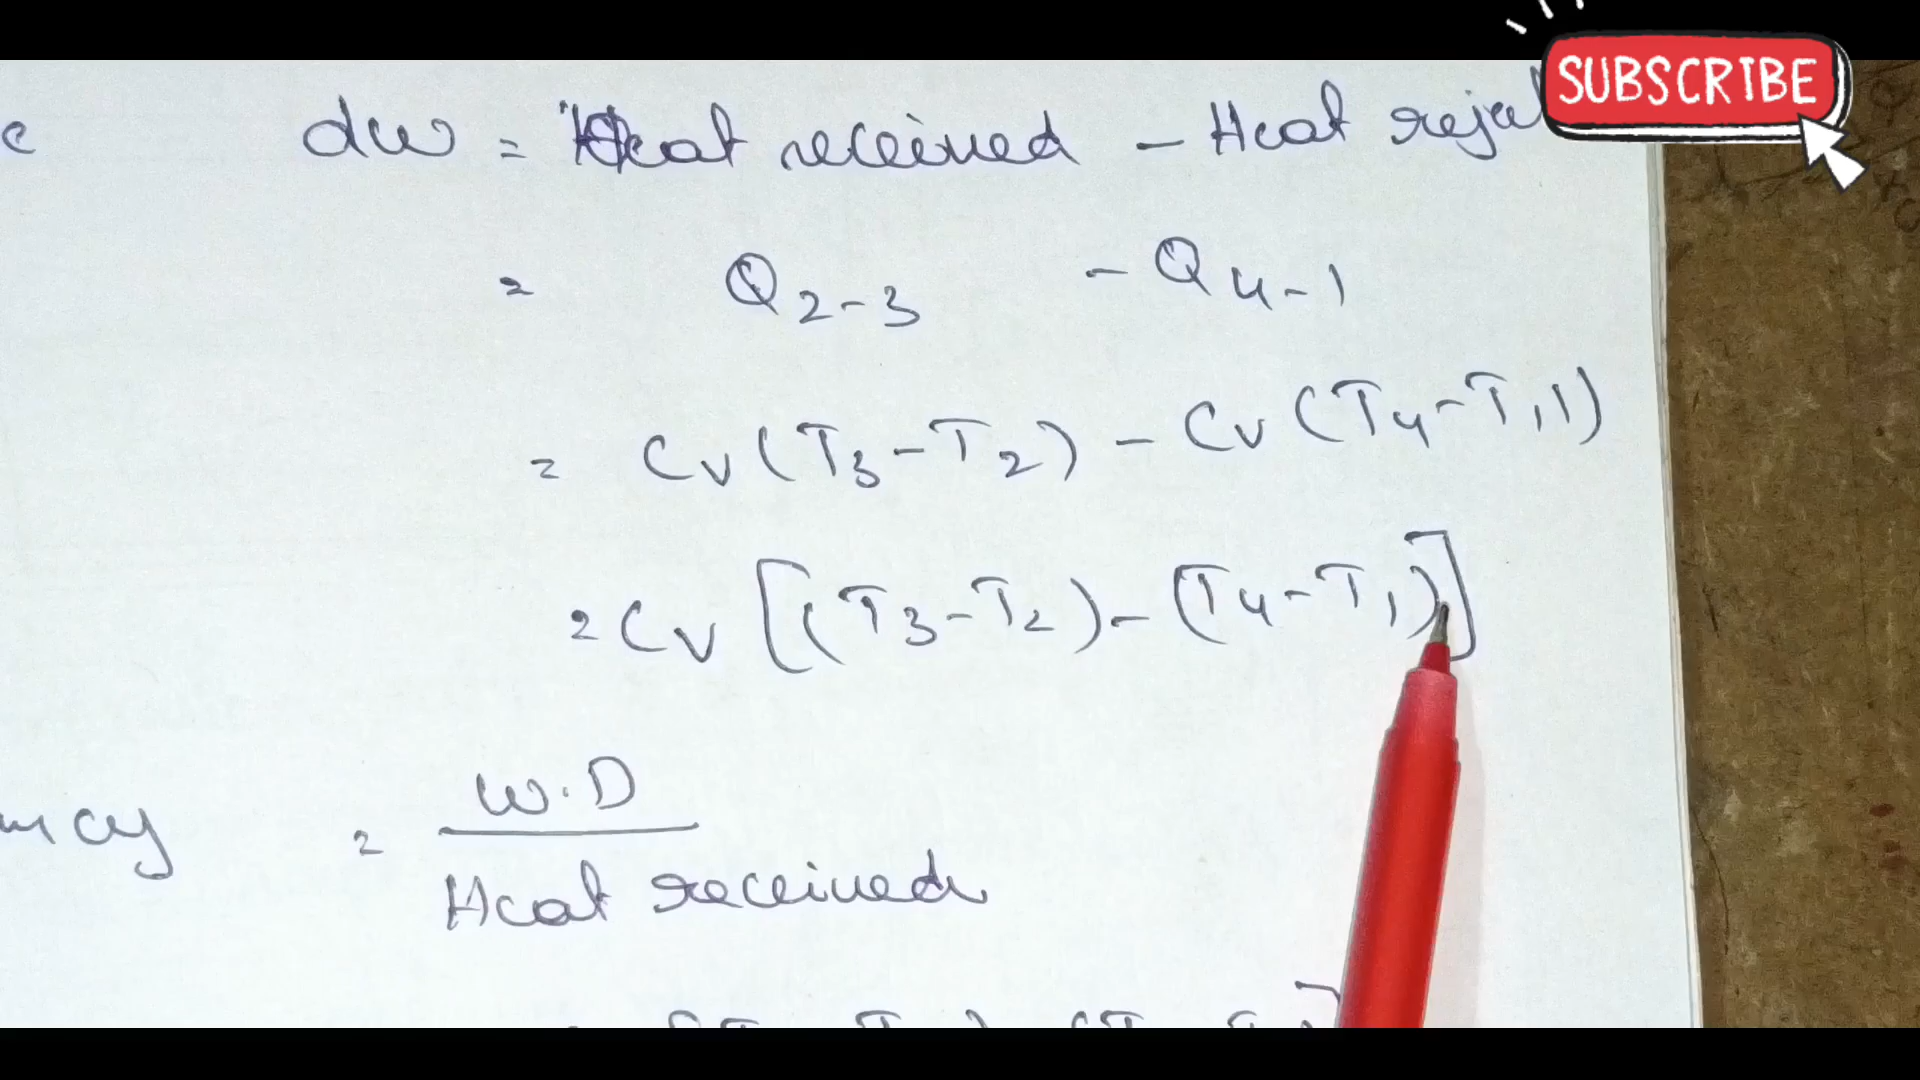 SUBSCRIBE
dw = Heat received - Heat rejec
= Q2-3 - Q4-1
= Cv (T3-T2) - Cv (T4-T,1)
= Cv [(T3-T2) - (T4-T1)]
= W.D
Heat received